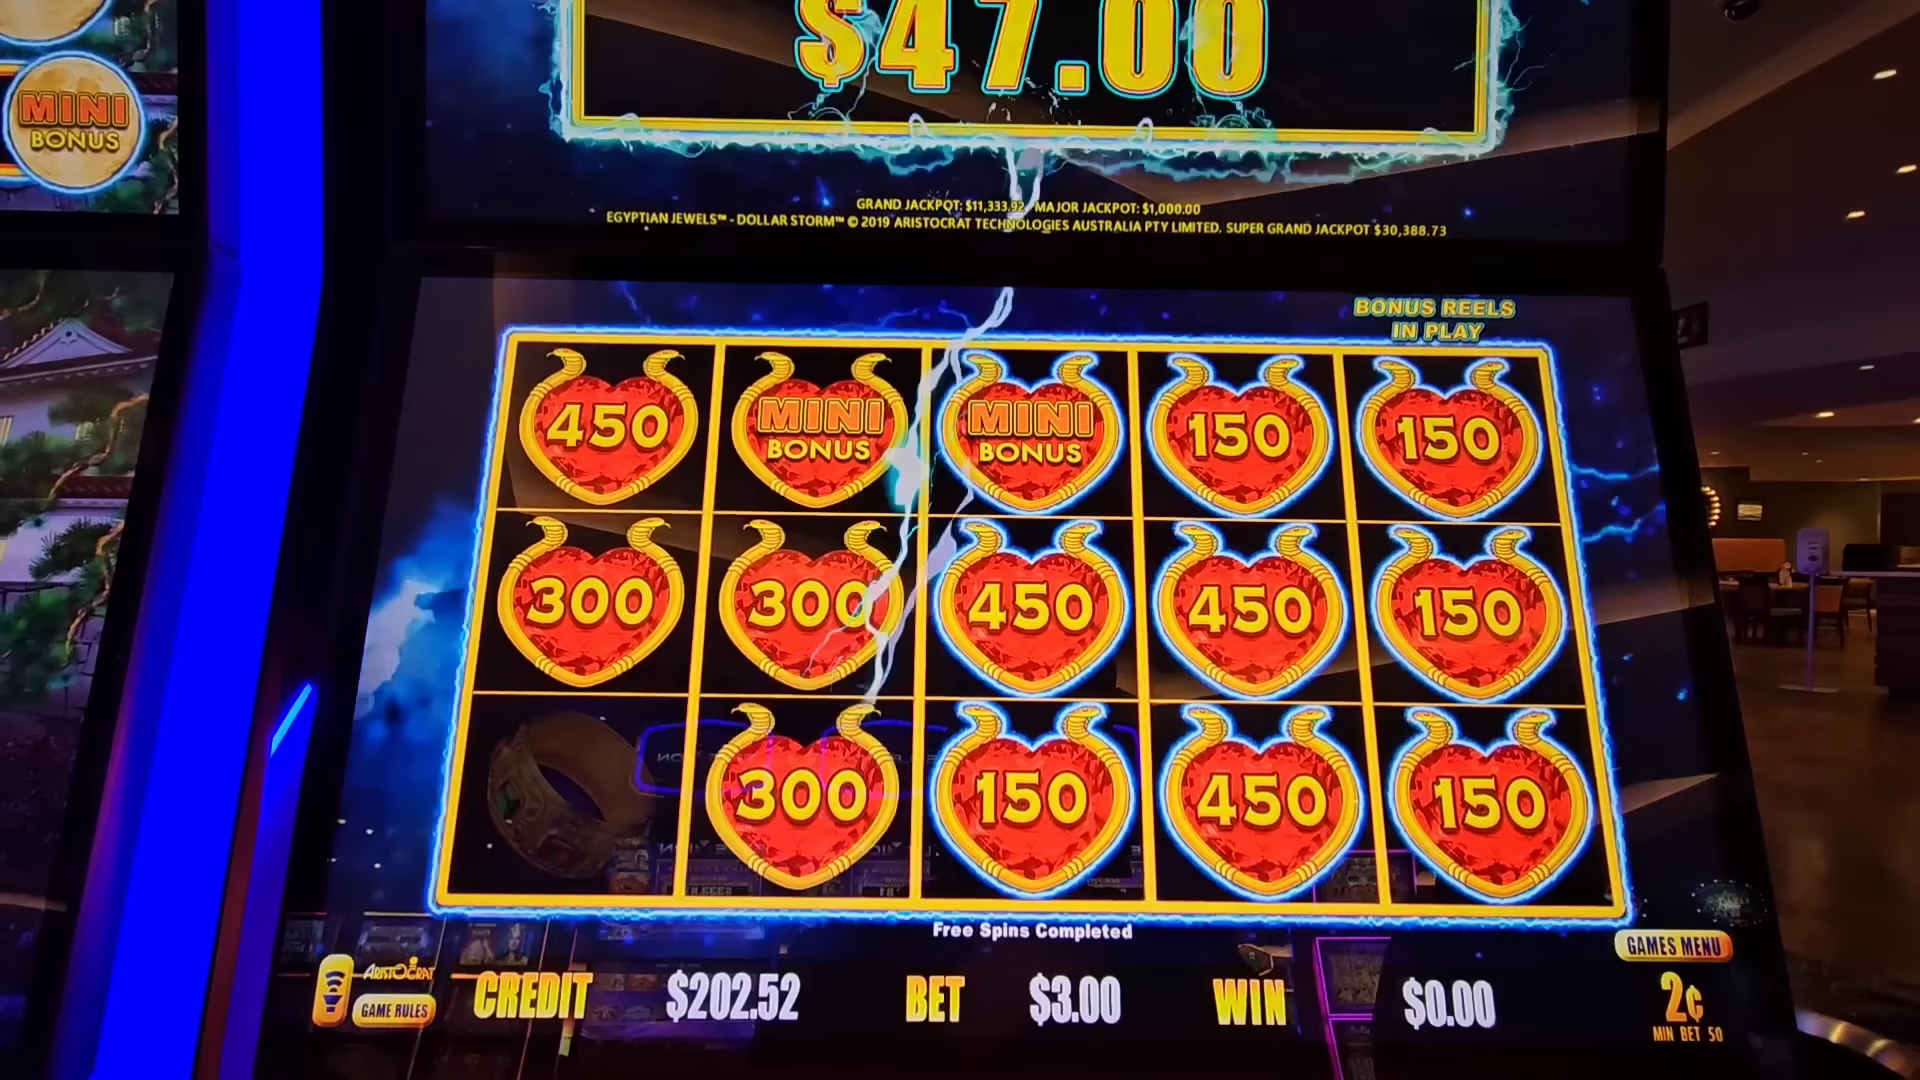 $47.00
MINI
BONUS
GRAND JACKPOT: $11,333.92 MAJOR JACKPOT: $1,000.00
EGYPTIAN JEWELS™ - DOLLAR STORM™ © 2019 ARISTOCRAT TECHNOLOGIES AUSTRALIA PTY LIMITED. SUPER GRAND JACKPOT $30,388.73
BONUS REELS
IN PLAY
450 MINI BONUS MINI BONUS 150 150
300 300 450 450 150
300 150 450 150
Free Spins Completed
GAMES MENU
ARISTOCRAT
GAME RULES
CREDIT $202.52 BET $3.00 WIN $0.00
2¢
MIN BET 50